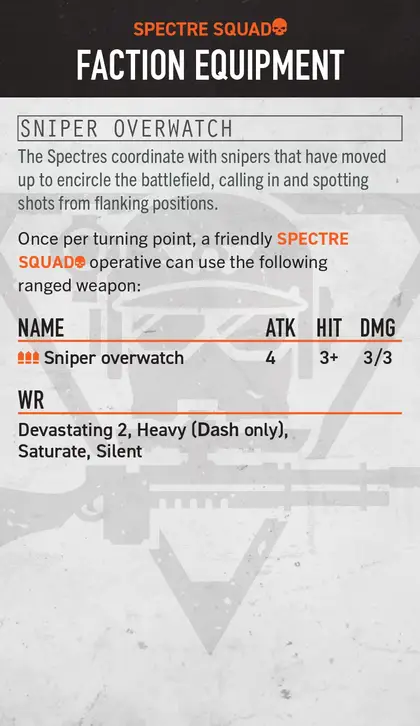 SPECTRE SQUAD
FACTION EQUIPMENT
SNIPER OVERWATCH
The Spectres coordinate with snipers that have moved
up to encircle the battlefield, calling in and spotting
shots from flanking positions.
Once per turning point, a friendly SPECTRE
SQUAD operative can use the following
ranged weapon:
NAME ATK HIT DMG
Sniper overwatch 4 3+ 3/3
WR
Devastating 2, Heavy (Dash only),
Saturate, Silent